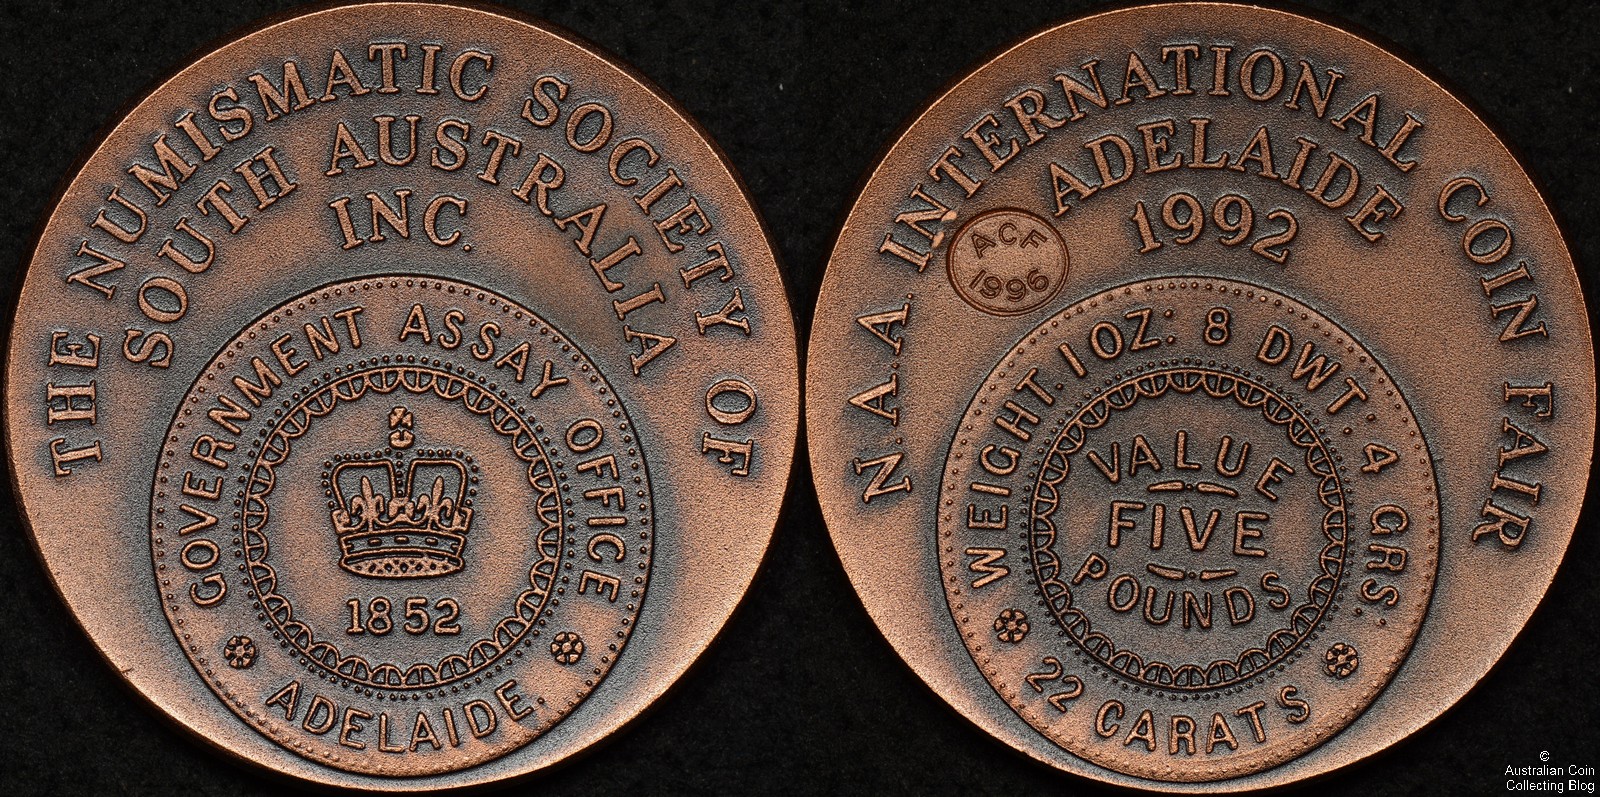 THE NUMISMATIC SOCIETY OF
SOUTH AUSTRALIA
INC.
GOVERNMENT ASSAY OFFICE
1852
ADELAIDE.
N.A.A. INTERNATIONAL COIN FAIR
ADELAIDE
1992
ACF
1996
WEIGHT. 1 OZ: 8 DWT. 4 GRS.
VALUE
FIVE
POUNDS
22 CARATS
©
Australian Coin
Collecting Blog